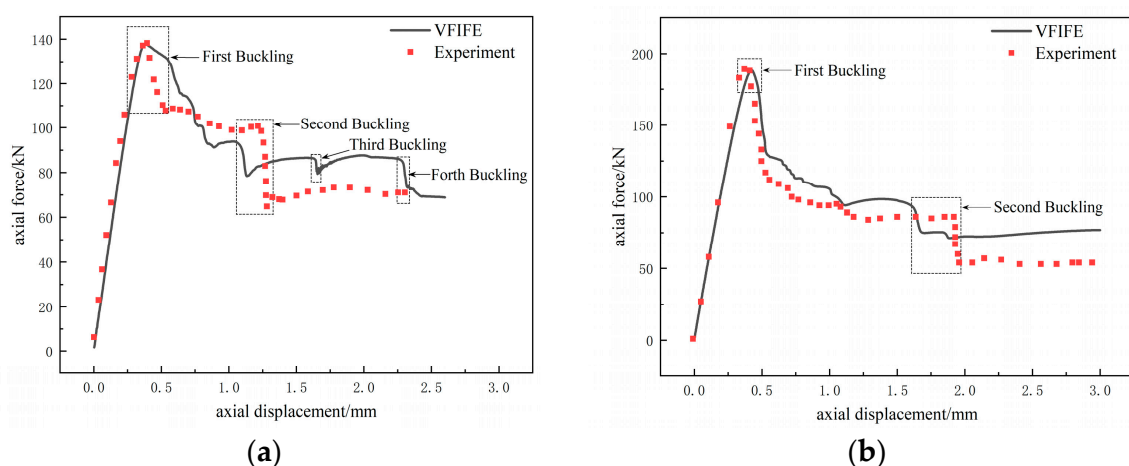 (a)
VFIFE
Experiment
First Buckling
Second Buckling
Third Buckling
Forth Buckling
axial force/kN
140
120
100
80
60
40
20
0
0.0 0.5 1.0 1.5 2.0 2.5 3.0
axial displacement/mm
(a)
(b)
VFIFE
Experiment
First Buckling
Second Buckling
axial force/kN
200
150
100
50
0
0.0 0.5 1.0 1.5 2.0 2.5 3.0
axial displacement/mm
(b)